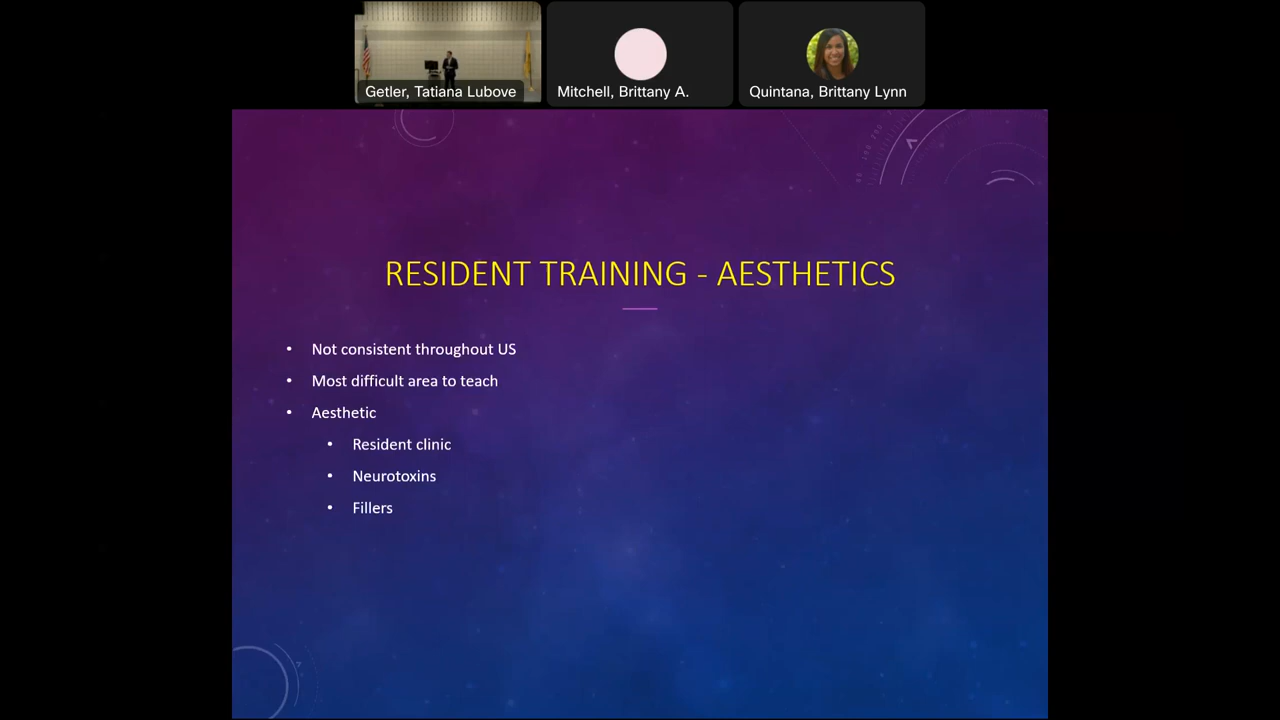 Getler, Tatiana Lubove
Mitchell, Brittany A.
Quintana, Brittany Lynn
RESIDENT TRAINING - AESTHETICS
• Not consistent throughout US
• Most difficult area to teach
• Aesthetic
• Resident clinic
• Neurotoxins
• Fillers